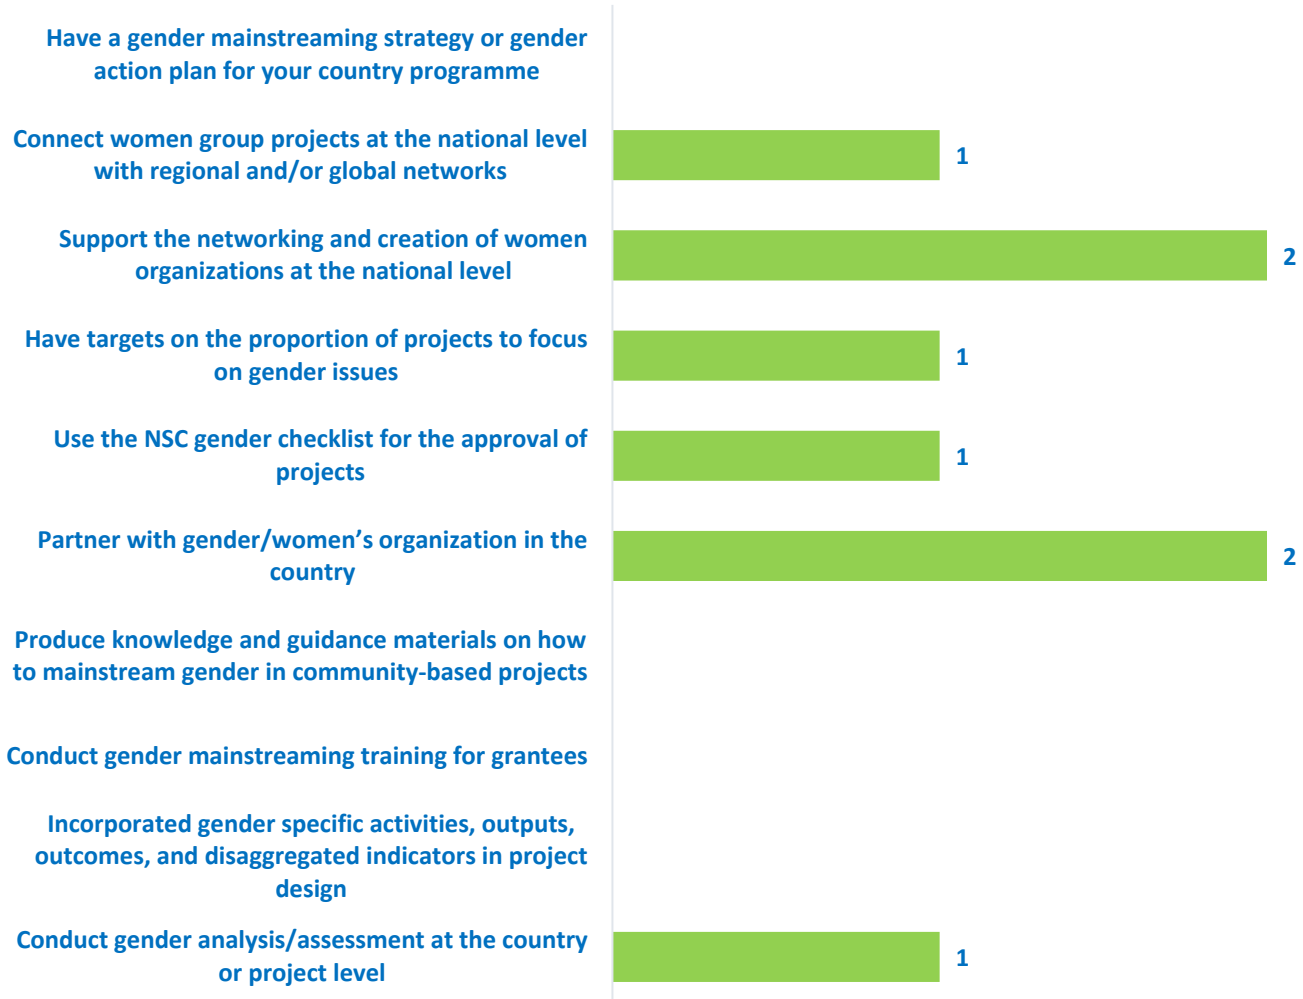 Have a gender mainstreaming strategy or gender
action plan for your country programme
Connect women group projects at the national level
with regional and/or global networks
1
Support the networking and creation of women
organizations at the national level
2
Have targets on the proportion of projects to focus
on gender issues
1
Use the NSC gender checklist for the approval of
projects
1
Partner with gender/women’s organization in the
country
2
Produce knowledge and guidance materials on how
to mainstream gender in community-based projects
Conduct gender mainstreaming training for grantees
Incorporated gender specific activities, outputs,
outcomes, and disaggregated indicators in project
design
Conduct gender analysis/assessment at the country
or project level
1